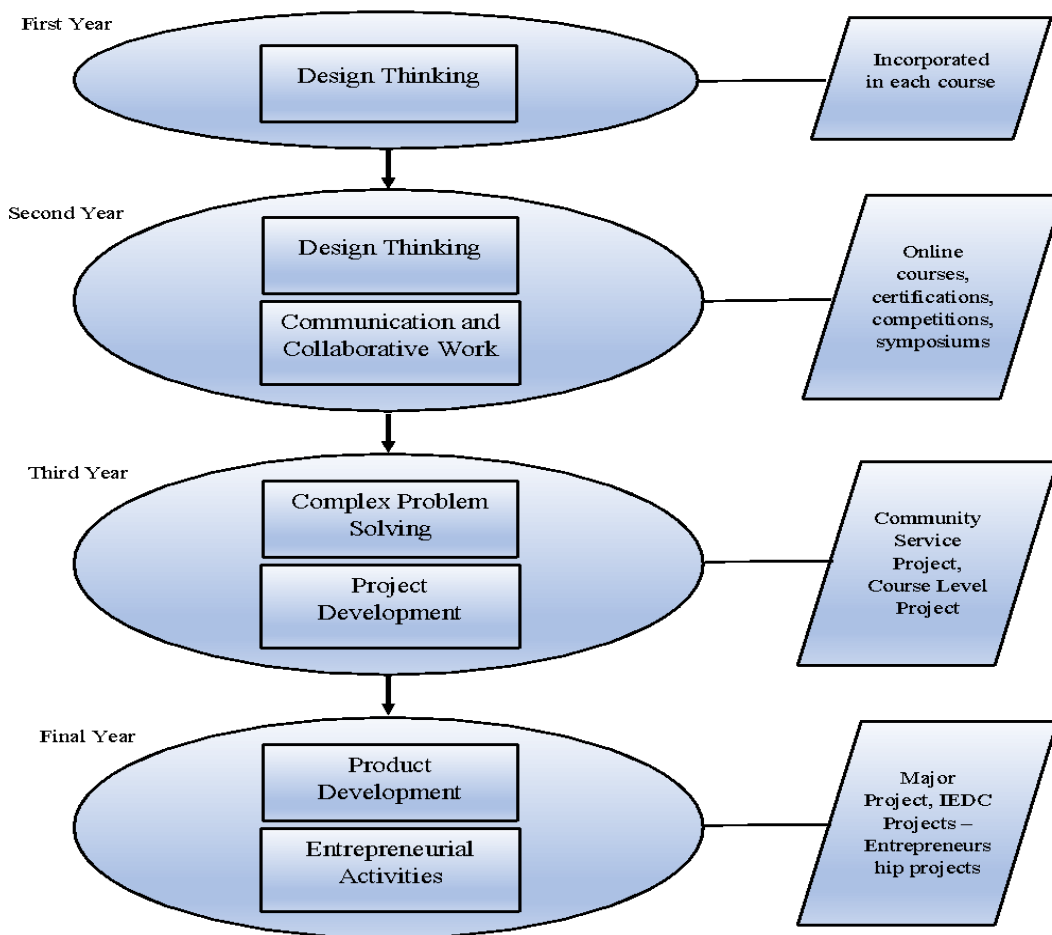 First Year
Design Thinking
Incorporated
in each course
Second Year
Design Thinking
Communication and
Collaborative Work
Online
courses,
certifications,
competitions,
symposiums
Third Year
Complex Problem
Solving
Project
Development
Community
Service
Project,
Course Level
Project
Final Year
Product
Development
Entrepreneurial
Activities
Major
Project, IEDC
Projects –
Entrepreneurs
hip projects